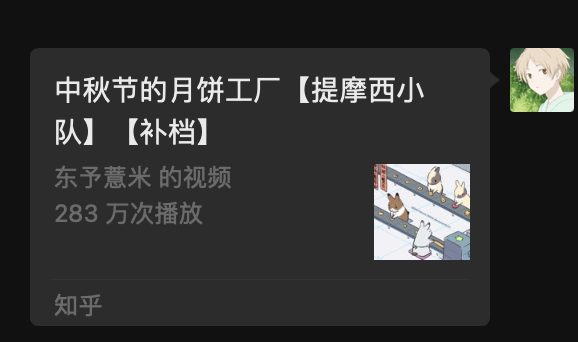 中秋节的月饼工厂【提摩西小
队】【补档】
东予薏米 的视频
283 万次播放
知乎